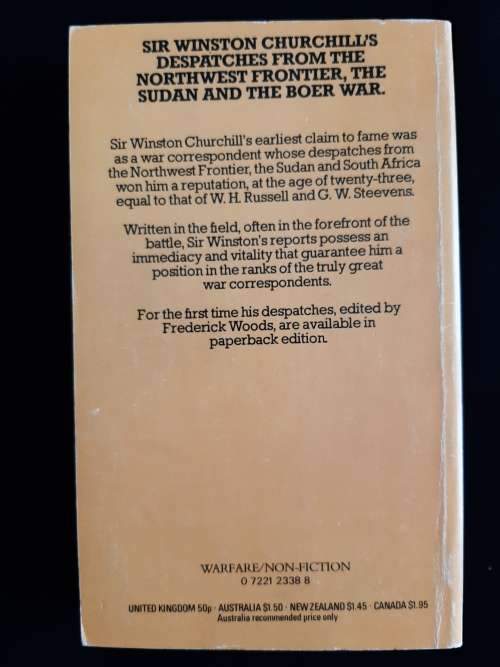 SIR WINSTON CHURCHILL'S
DESPATCHES FROM THE
NORTHWEST FRONTIER, THE
SUDAN AND THE BOER WAR.
Sir Winston Churchill's earliest claim to fame was
as a war correspondent whose despatches from
the Northwest Frontier, the Sudan and South Africa
won him a reputation, at the age of twenty-three,
equal to that of W. H. Russell and G. W. Steevens.
Written in the field, often in the forefront of the
battle, Sir Winston's reports possess an
immediacy and vitality that guarantee him a
position in the ranks of the truly great
war correspondents.
For the first time his despatches, edited by
Frederick Woods, are available in
paperback edition.
WARFARE/NON-FICTION
0 7221 2338 8
UNITED KINGDOM 50p · AUSTRALIA $1.50 · NEW ZEALAND $1.45 · CANADA $1.95
Australia recommended price only